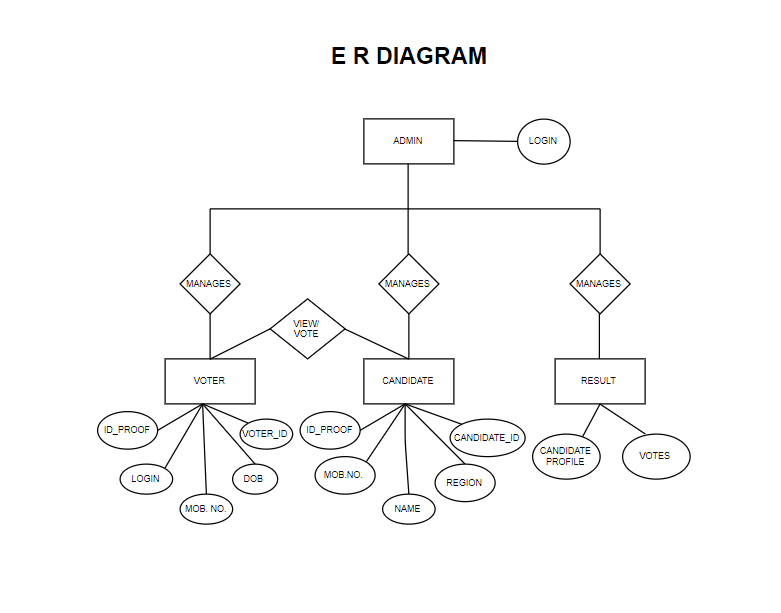 E R DIAGRAM
ADMIN
LOGIN
MANAGES
MANAGES
MANAGES
VIEW/
VOTE
VOTER
CANDIDATE
RESULT
ID_PROOF
VOTER_ID
LOGIN
DOB
MOB. NO.
ID_PROOF
CANDIDATE_ID
MOB.NO.
REGION
NAME
CANDIDATE
PROFILE
VOTES